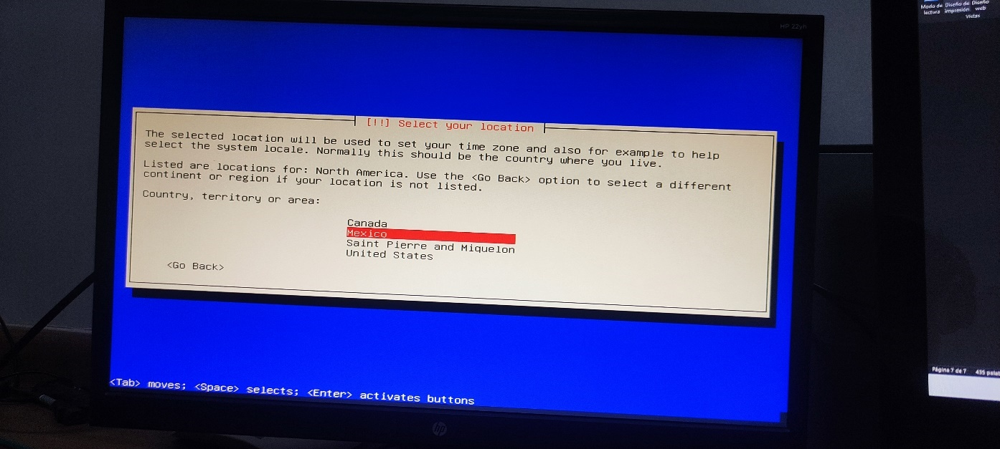 HP 22yh
Modo de Diseño de Diseño
lectura impresión web
Vistas
[!!] Select your location
The selected location will be used to set your time zone and also for example to help
select the system locale. Normally this should be the country where you live.
Listed are locations for: North America. Use the <Go Back> option to select a different
continent or region if your location is not listed.
Country, territory or area:
Canada
Mexico
Saint Pierre and Miquelon
United States
<Go Back>
<Tab> moves; <Space> selects; <Enter> activates buttons
hp
Página 7 de 7 435